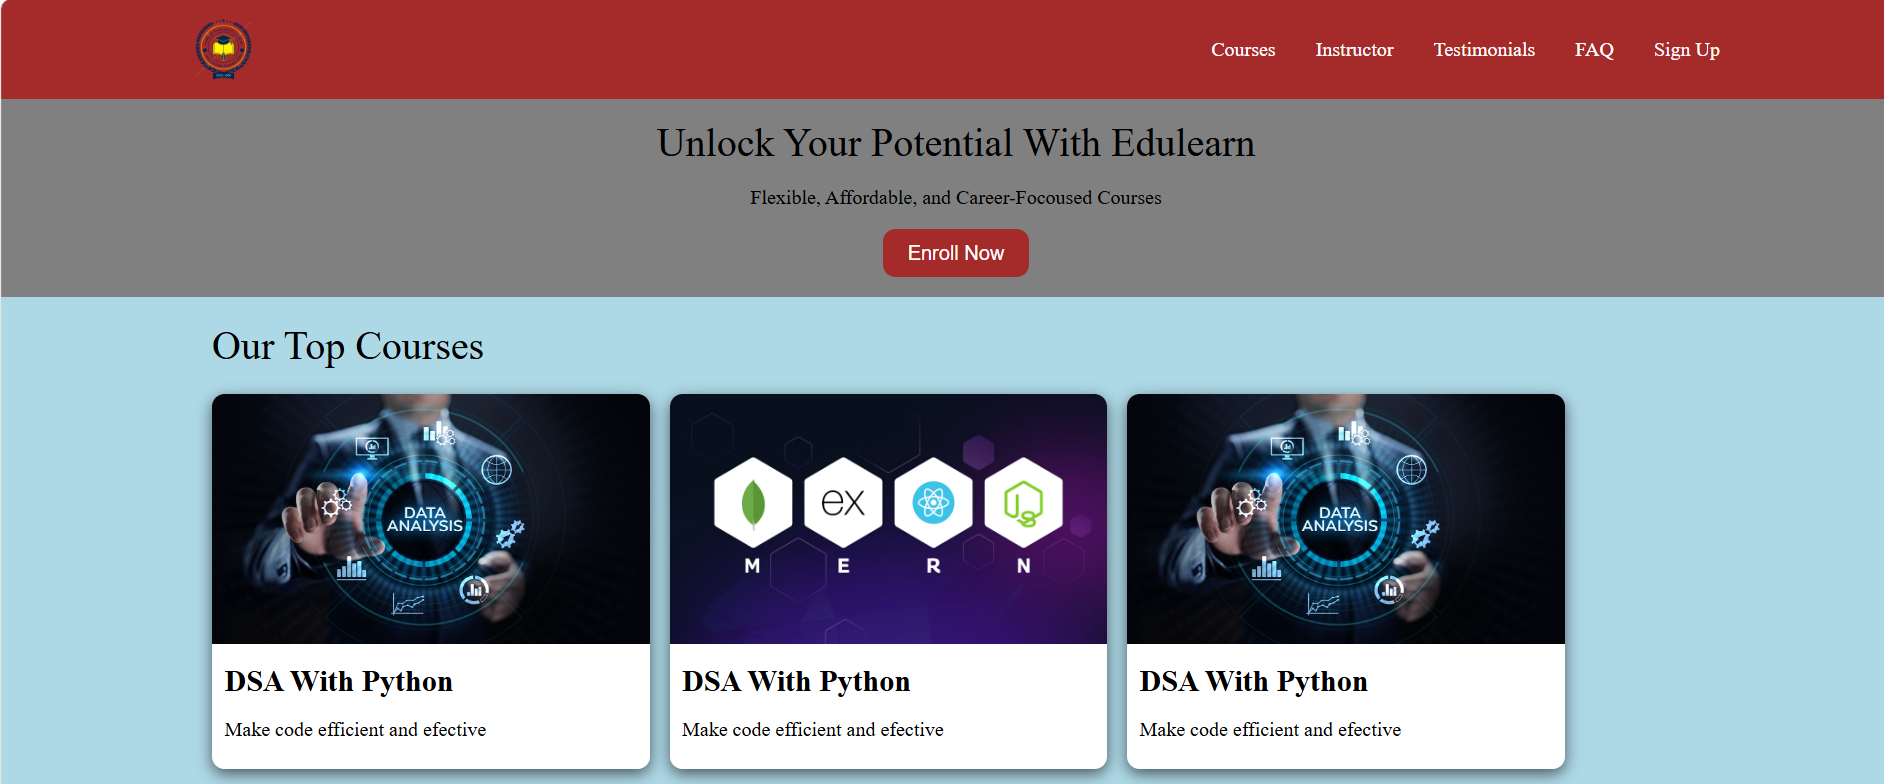 Courses Instructor Testimonials FAQ Sign Up
Unlock Your Potential With Edulearn
Flexible, Affordable, and Career-Focoused Courses
Enroll Now
Our Top Courses
DATA
ANALYSIS
ex
JS
M E R N
DATA
ANALYSIS
DSA With Python
Make code efficient and efective
DSA With Python
Make code efficient and efective
DSA With Python
Make code efficient and efective